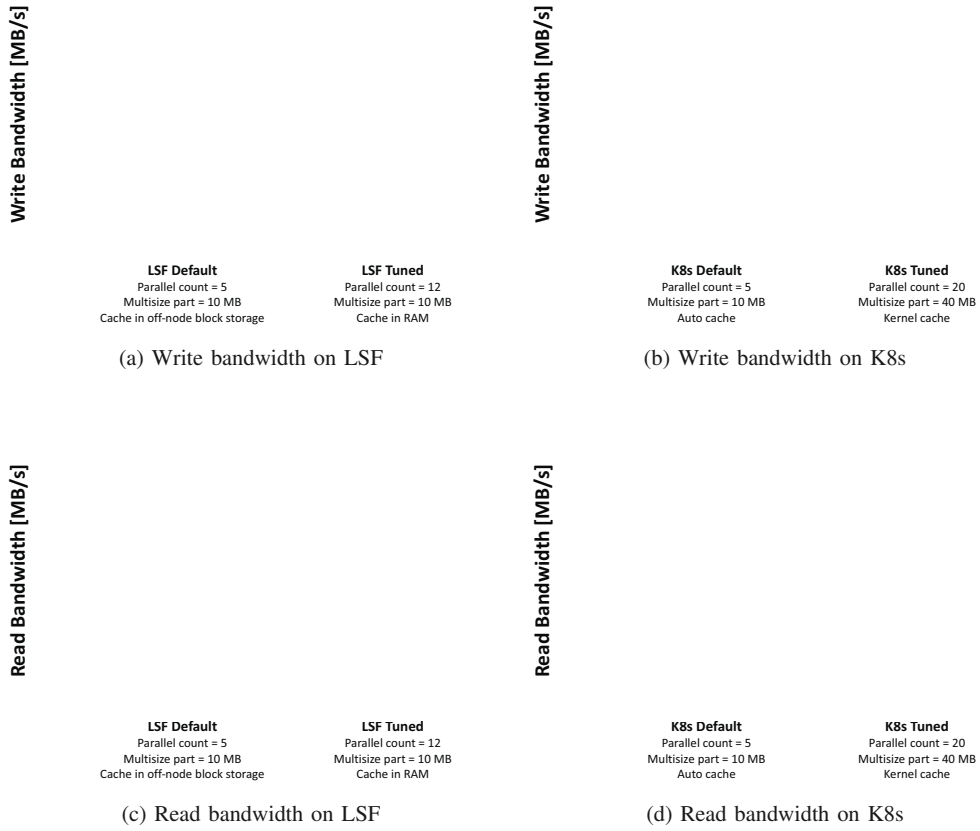 Write Bandwidth [MB/s]
LSF Default
Parallel count = 5
Multisize part = 10 MB
Cache in off-node block storage
LSF Tuned
Parallel count = 12
Multisize part = 10 MB
Cache in RAM
(a) Write bandwidth on LSF
Write Bandwidth [MB/s]
K8s Default
Parallel count = 5
Multisize part = 10 MB
Auto cache
K8s Tuned
Parallel count = 20
Multisize part = 40 MB
Kernel cache
(b) Write bandwidth on K8s
Read Bandwidth [MB/s]
LSF Default
Parallel count = 5
Multisize part = 10 MB
Cache in off-node block storage
LSF Tuned
Parallel count = 12
Multisize part = 10 MB
Cache in RAM
(c) Read bandwidth on LSF
Read Bandwidth [MB/s]
K8s Default
Parallel count = 5
Multisize part = 10 MB
Auto cache
K8s Tuned
Parallel count = 20
Multisize part = 40 MB
Kernel cache
(d) Read bandwidth on K8s